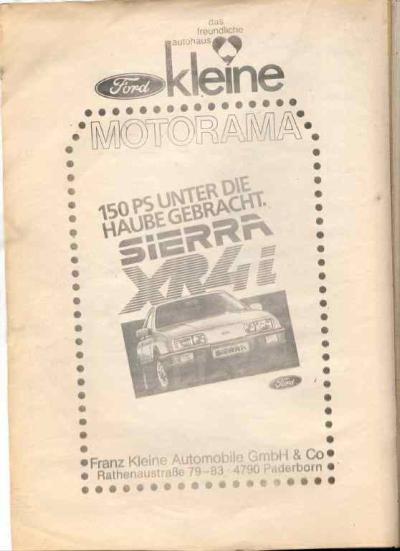 das
freundliche
autohaus
Ford
kleine
MOTORAMA
150 PS UNTER DIE
HAUBE GEBRACHT.
SIERRA
XR4i
SIERRA
Ford
Franz Kleine Automobile GmbH & Co
Rathenaustraße 79-83 · 4790 Paderborn